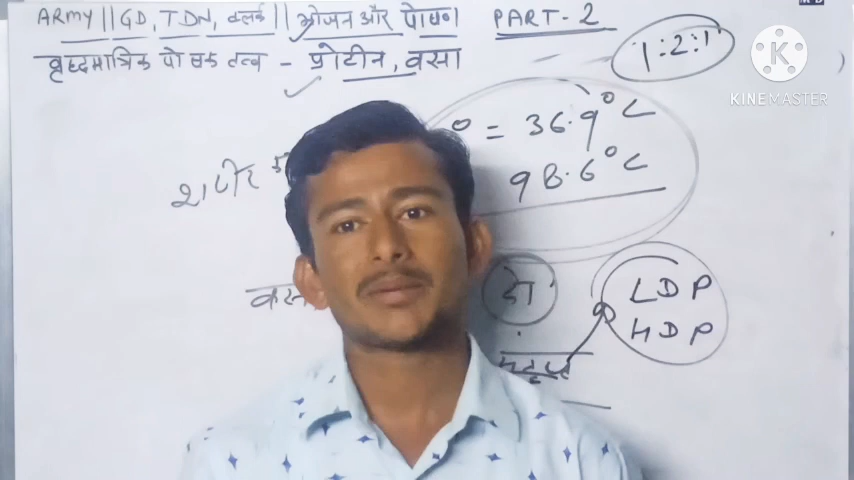 ARMY || GD, TDN, क्लर्क || भोजन और पोषण PART-2
बृहदमात्रिक पोषक तत्व - प्रोटीन, वसा
1:2:1
K
KINEMASTER
° = 36.9°C
शरीर
98.6°C
LDP
HDP